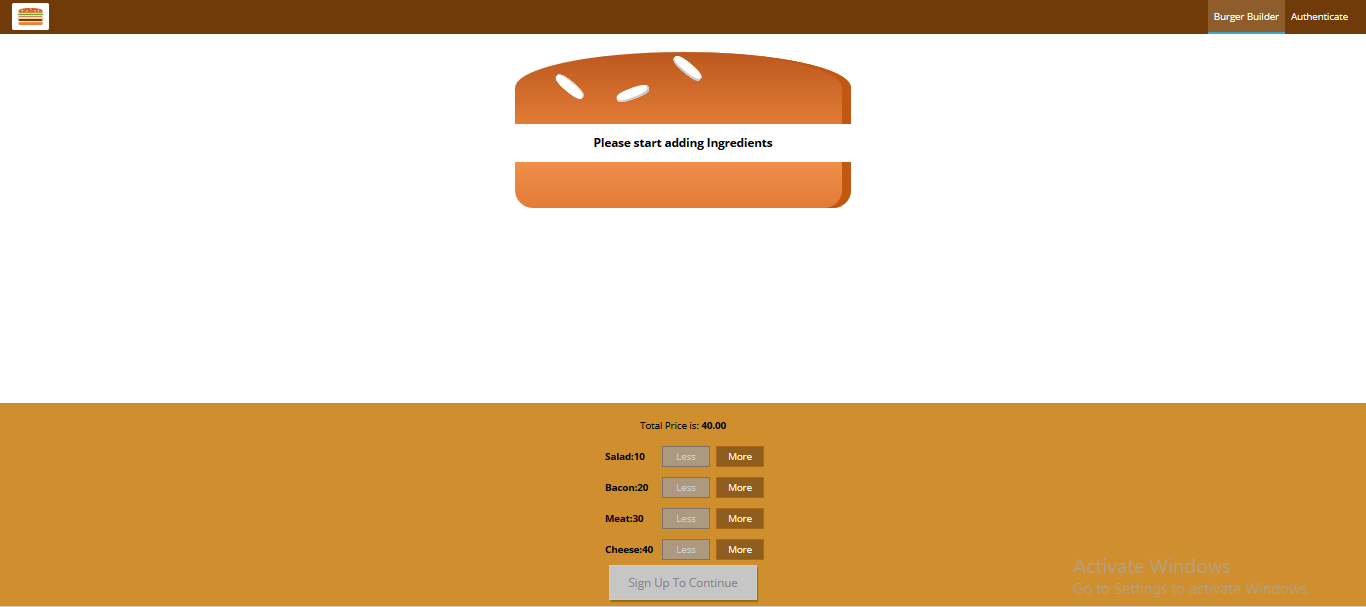 Burger Builder Authenticate
Please start adding Ingredients
Total Price is: 40.00
Salad:10 Less More
Bacon:20 Less More
Meat:30 Less More
Cheese:40 Less More
Sign Up To Continue
Activate Windows
Go to Settings to activate Windows.